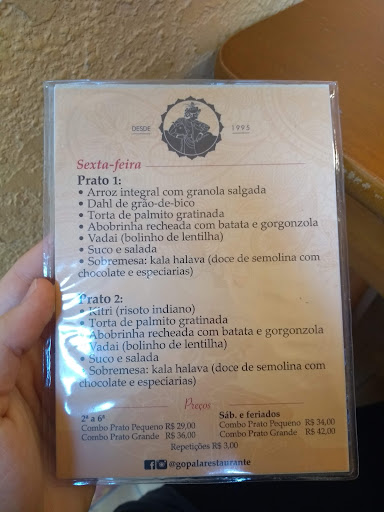 DESDE 1995
Sexta-feira
Prato 1:
• Arroz integral com granola salgada
• Dahl de grão-de-bico
• Torta de palmito gratinada
• Abobrinha recheada com batata e gorgonzola
• Vadai (bolinho de lentilha)
• Suco e salada
• Sobremesa: kala halava (doce de semolina com
chocolate e especiarias)
Prato 2:
• Kitri (risoto indiano)
• Torta de palmito gratinada
• Abobrinha recheada com batata e gorgonzola
• Vadai (bolinho de lentilha)
• Suco e salada
• Sobremesa: kala halava (doce de semolina com
chocolate e especiarias)
Preços
2ª a 6ª
Combo Prato Pequeno R$ 29,00
Combo Prato Grande R$ 36,00
Sáb. e feriados
Combo Prato Pequeno R$ 34,00
Combo Prato Grande R$ 42,00
Repetições R$ 3,00
@gopalarestaurante